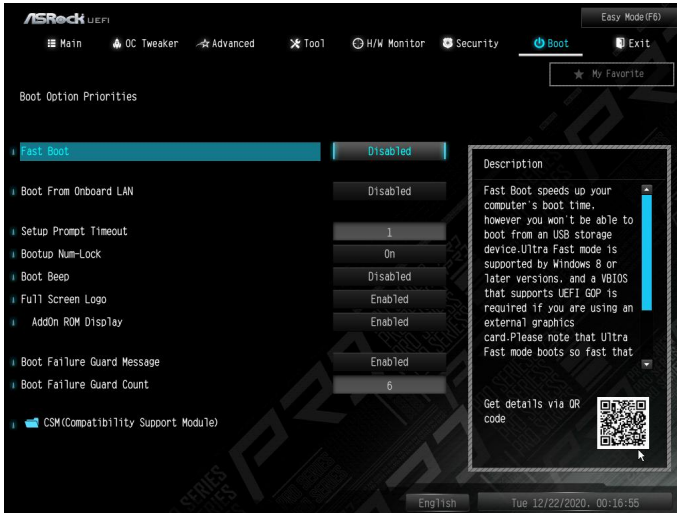 ASRock UEFI
Easy Mode(F6)
Main OC Tweaker Advanced Tool H/W Monitor Security Boot Exit
My Favorite
Boot Option Priorities
Fast Boot Disabled
Boot From Onboard LAN Disabled
Setup Prompt Timeout 1
Bootup Num-Lock On
Boot Beep Disabled
Full Screen Logo Enabled
AddOn ROM Display Enabled
Boot Failure Guard Message Enabled
Boot Failure Guard Count 6
CSM(Compatibility Support Module)
Description
Fast Boot speeds up your
computer's boot time.
however you won't be able to
boot from an USB storage
device.Ultra Fast mode is
supported by Windows 8 or
later versions. and a VBIOS
that supports UEFI GOP is
required if you are using an
external graphics
card.Please note that Ultra
Fast mode boots so fast that
Get details via QR
code
English
Tue 12/22/2020. 00:16:55